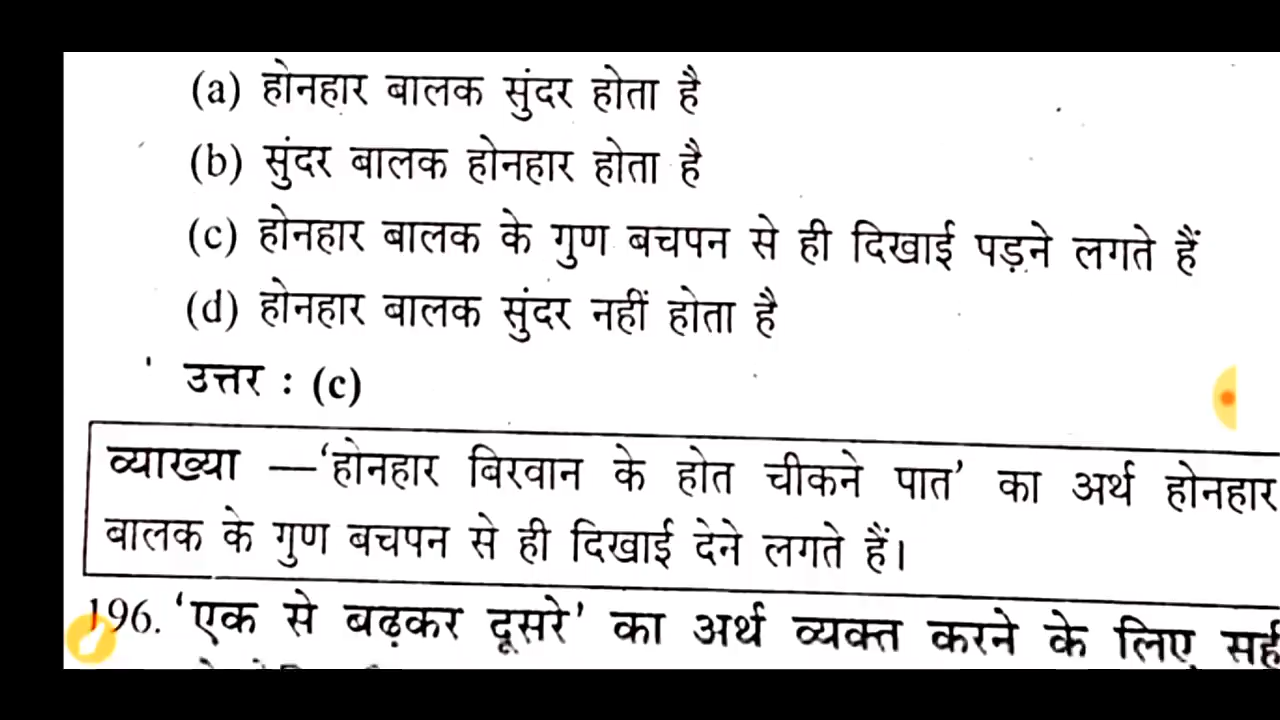 (a) होनहार बालक सुंदर होता है
(b) सुंदर बालक होनहार होता है
(c) होनहार बालक के गुण बचपन से ही दिखाई पड़ने लगते हैं
(d) होनहार बालक सुंदर नहीं होता है
उत्तर : (c)
व्याख्या —‘होनहार बिरवान के होत चीकने पात’ का अर्थ होनहार
बालक के गुण बचपन से ही दिखाई देने लगते हैं।
196. ‘एक से बढ़कर दूसरे’ का अर्थ व्यक्त करने के लिए